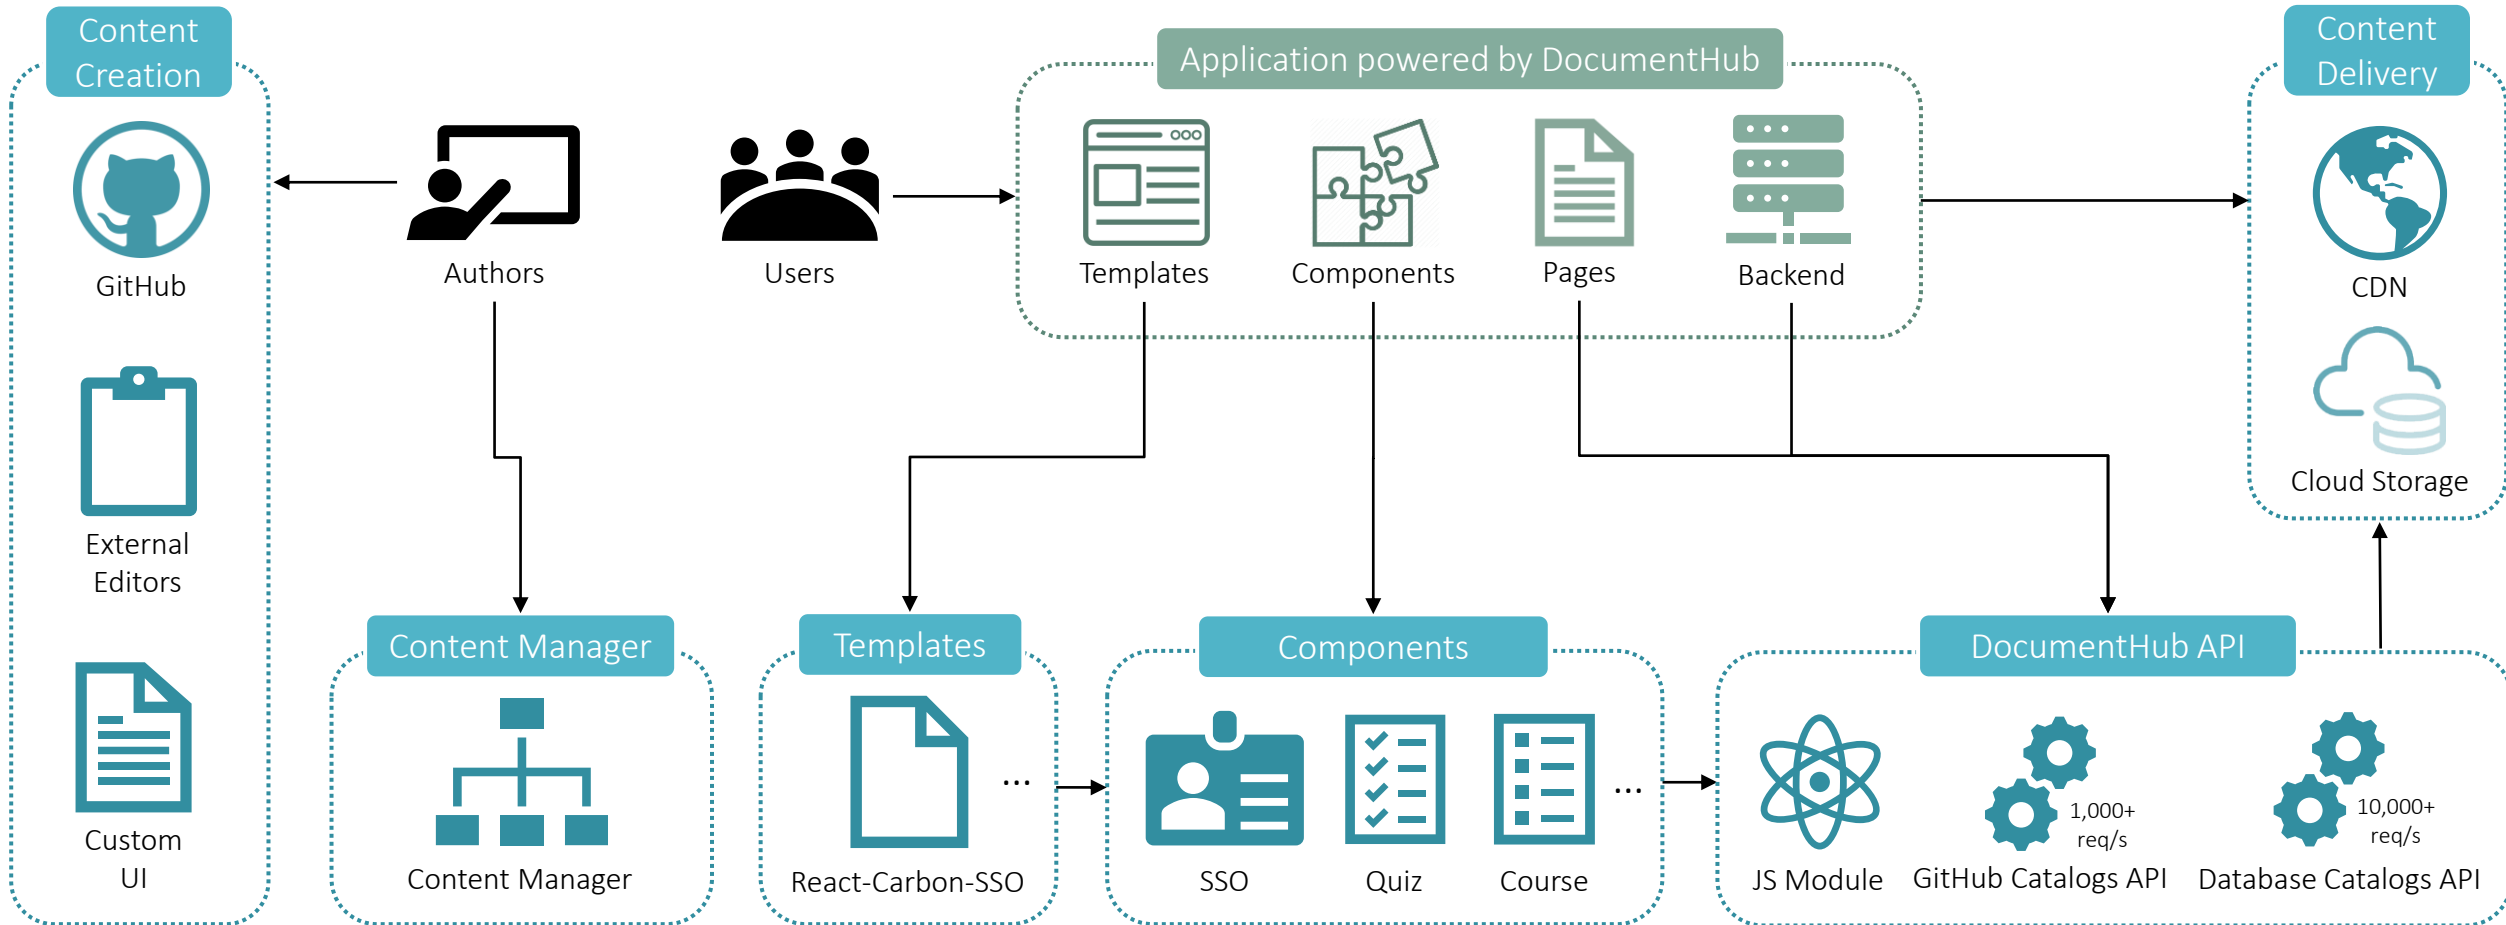 Content
Creation
GitHub
External
Editors
Custom
UI
Authors
Users
Application powered by DocumentHub
Templates
Components
Pages
Backend
Content
Delivery
CDN
Cloud Storage
Content Manager
Content Manager
Templates
...
React-Carbon-SSO
Components
...
SSO
Quiz
Course
DocumentHub API
JS Module
1,000+
req/s
GitHub Catalogs API
10,000+
req/s
Database Catalogs API